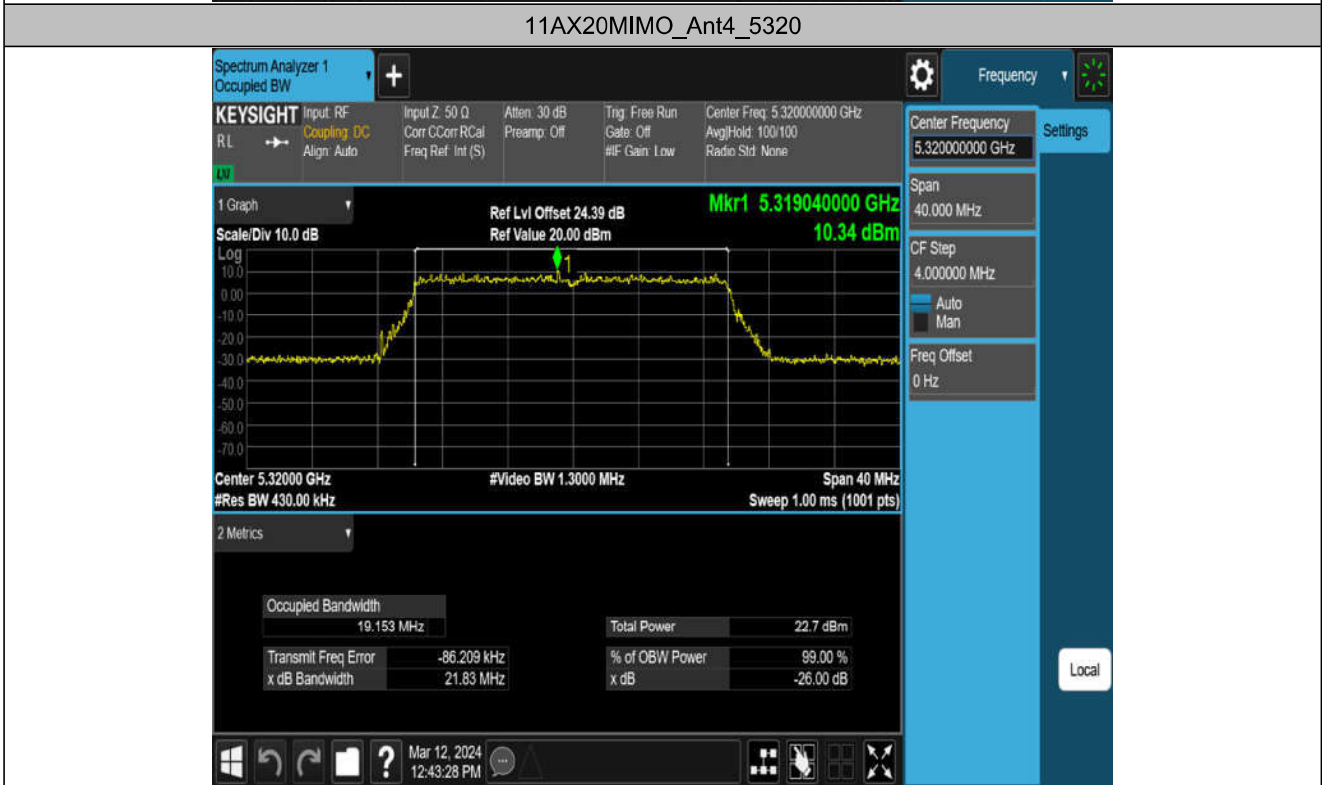 11AX20MIMO_Ant4_5320
Spectrum Analyzer 1
Occupied BW
+
Frequency
KEYSIGHT
RL
LXI
Input: RF
Coupling: DC
Align: Auto
Input Z: 50 Ω
Corr CCorr RCal
Freq Ref: Int (S)
Atten: 30 dB
Preamp: Off
Trig: Free Run
Gate: Off
#IF Gain: Low
Center Freq: 5.320000000 GHz
Avg|Hold: 100/100
Radio Std: None
Center Frequency
5.320000000 GHz
Settings
Span
40.000 MHz
CF Step
4.000000 MHz
Auto
Man
Freq Offset
0 Hz
1 Graph
Scale/Div 10.0 dB
Ref Lvl Offset 24.39 dB
Ref Value 20.00 dBm
Mkr1 5.319040000 GHz
10.34 dBm
Log
1
10.0
0.00
-10.0
-20.0
-30.0
-40.0
-50.0
-60.0
-70.0
Center 5.32000 GHz
#Video BW 1.3000 MHz
Span 40 MHz
#Res BW 430.00 kHz
Sweep 1.00 ms (1001 pts)
2 Metrics
Occupied Bandwidth
19.153 MHz
Total Power 22.7 dBm
Transmit Freq Error -86.209 kHz
% of OBW Power 99.00 %
x dB Bandwidth 21.83 MHz
x dB -26.00 dB
Local
?
Mar 12, 2024
12:43:28 PM